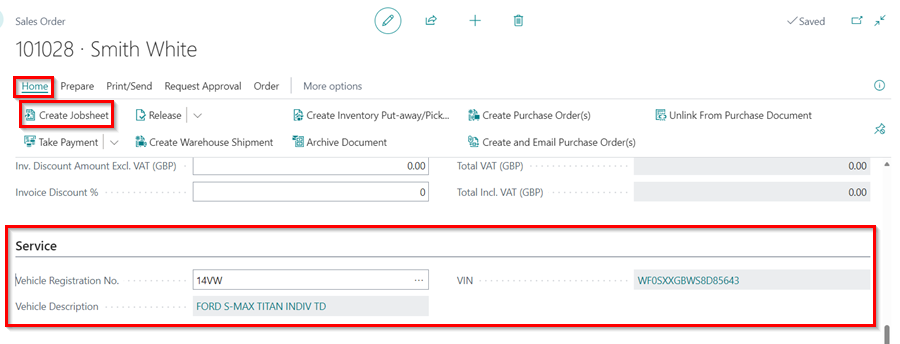 Sales Order
Saved
101028 · Smith White
Home Prepare Print/Send Request Approval Order More options
Create Jobsheet Release Create Inventory Put-away/Pick... Create Purchase Order(s) Unlink From Purchase Document
Take Payment Create Warehouse Shipment Archive Document Create and Email Purchase Order(s)
Inv. Discount Amount Excl. VAT (GBP) 0.00 Total VAT (GBP) 0.00
Invoice Discount % 0 Total Incl. VAT (GBP) 0.00
Service
Vehicle Registration No. 14VW ... VIN WF0SXXGBWS8D85643
Vehicle Description FORD S-MAX TITAN INDIV TD